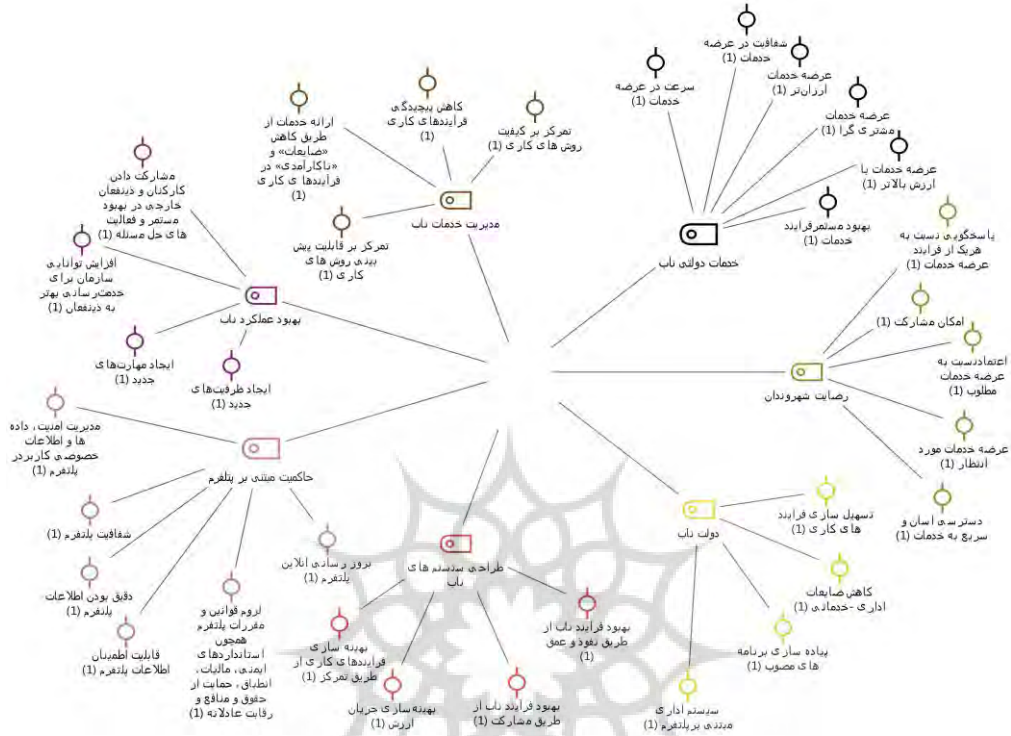 شفافیت در عرضه
خدمات (1)
سرعت در عرضه
خدمات (1)
عرضه خدمات
ارزان‌تر (1)
عرضه خدمات
مشتری گرا (1)
عرضه خدمات با
ارزش بالاتر (1)
بهبود مستمرفرایند
خدمات (1)
خدمات دولتی ناب
کاهش پیچیدگی
فرآیندهای کاری
(1)
ارائه خدمات از
طریق کاهش
«ضایعات» و
«ناکارآمدی» در
فرآیندها ی کاری
(1)
تمرکز بر کیفیت
روش های کاری (1)
تمرکز بر قابلیت پیش
بینی روش های
کاری (1)
مدیریت خدمات ناب
مشارکت دادن
کارکنان و ذینفعان
خارجی در بهبود
مستمر و فعالیت
های حل مسئله (1)
افزایش توانایی
سازمان برای
خدمت‌رسانی بهتر
به ذینفعان (1)
ایجاد مهارت‌های
جدید (1)
ایجاد ظرفیت‌های
جدید (1)
بهبود عملکرد ناب
پاسخگویی نست به
هریک از فرایند
عرضه خدمات (1)
امکان مشارکت (1)
اعتمادنست به
عرضه خدمات
مطلوب (1)
عرضه خدمات مورد
انتظار (1)
دسترسی اسان و
سریع به خدمات (1)
رضایت شهروندان
مدیریت امنیت، داده
ها و اطلاعات
خصوصی کاربردر
پلتفرم (1)
شفافیت پلتفرم (1)
دقیق بودن اطلاعات
پلتفرم (1)
قابلیت اطمینان
اطلاعات پلتفرم (1)
لزوم قوانین و
مقررات پلتفرم
همچون
استانداردهای
ایمنی، مالیات،
انطباق، حمایت از
حقوق و منافع و
رقابت عادلانه (1)
بروز رسانی انلاین
پلتفرم (1)
حاکمیت مبتنی بر پتلفرم
طراحی سیستم های
ناب
بهینه سازی
فرآیندهای کاری از
طریق تمرکز (1)
بهینه‌سازی جریان
ارزش (1)
بهبود فرآیند ناب از
طریق مشارکت (1)
بهبود فرآیند ناب از
طریق نفوذ و عمق
(1)
دولت ناب
تسهیل سازی فرایند
های کاری (1)
کاهش ضایعات
اداری -خدماتی (1)
پیاده سازی برنامه
های مصوب (1)
سیستم اداری
مبتنی بر‌پلتفرم (1)